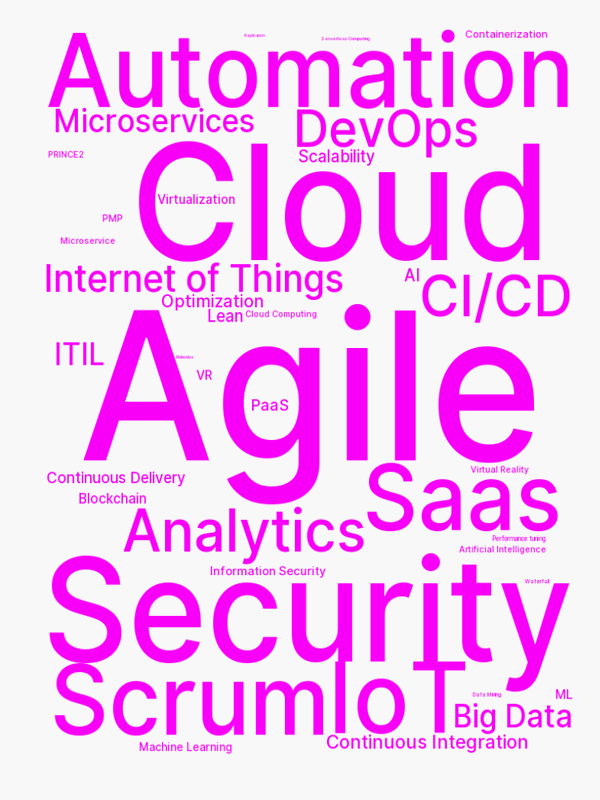 Replication
Serverless Computing
Containerization
Automation
Microservices
DevOps
PRINCE2
Scalability
Cloud
Virtualization
PMP
Microservice
Internet of Things
AI
CI/CD
Optimization
Lean
Cloud Computing
ITIL
Agile
Robotics
VR
PaaS
Virtual Reality
Continuous Delivery
Saas
Blockchain
Analytics
Performance tuning
Artificial Intelligence
Information Security
Security
Waterfall
Scrum
IoT
Data Mining
ML
Big Data
Machine Learning
Continuous Integration